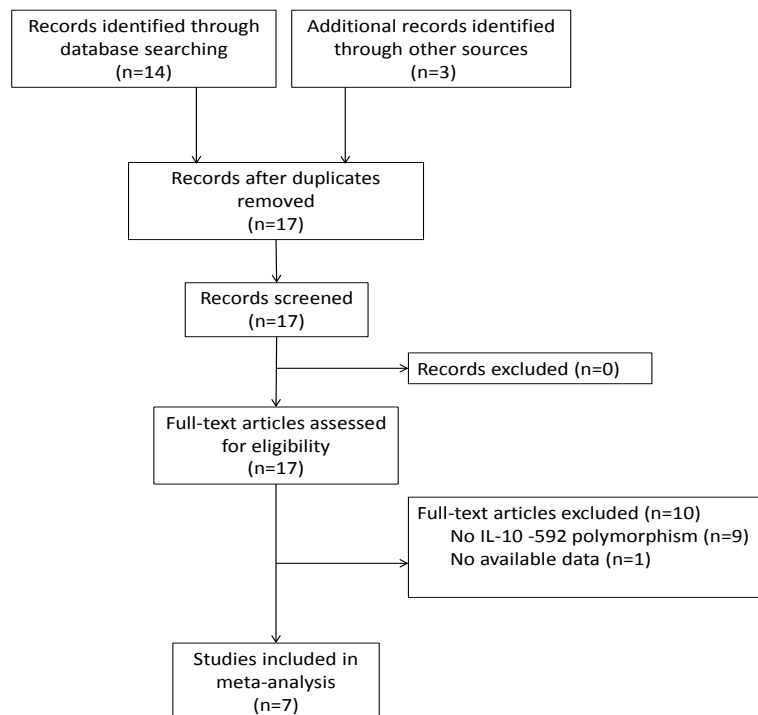 Records identified through
database searching
(n=14)
Additional records identified
through other sources
(n=3)
Records after duplicates
removed
(n=17)
Records screened
(n=17)
Records excluded (n=0)
Full-text articles assessed
for eligibility
(n=17)
Full-text articles excluded (n=10)
No IL-10 -592 polymorphism (n=9)
No available data (n=1)
Studies included in
meta-analysis
(n=7)